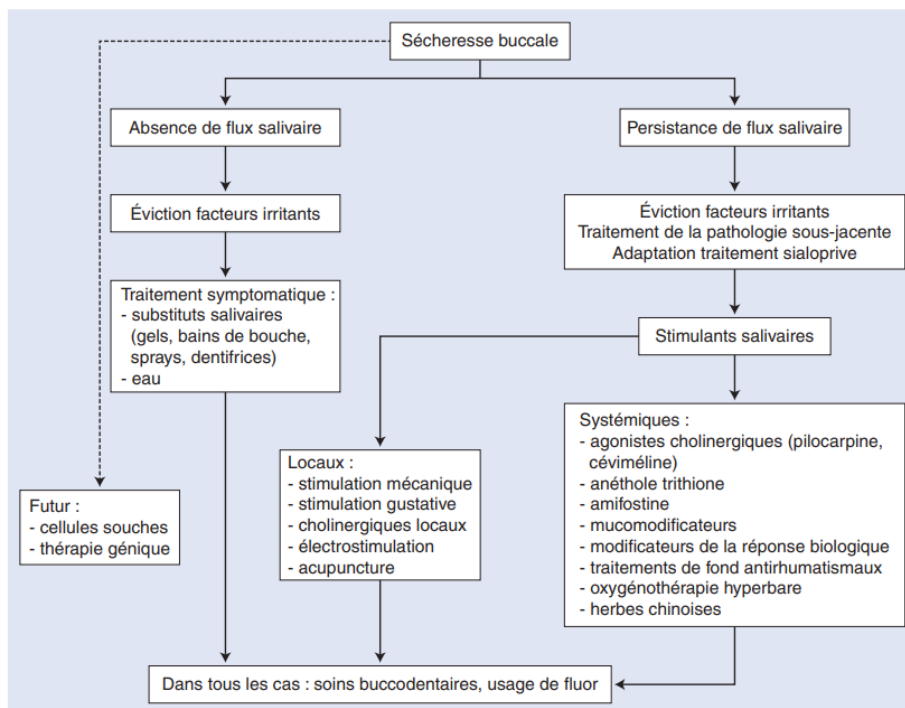 Sécheresse buccale
Absence de flux salivaire
Persistance de flux salivaire
Éviction facteurs irritants
Éviction facteurs irritants
Traitement de la pathologie sous-jacente
Adaptation traitement sialoprive
Traitement symptomatique :
- substituts salivaires
(gels, bains de bouche,
sprays, dentifrices)
- eau
Stimulants salivaires
Locaux :
- stimulation mécanique
- stimulation gustative
- cholinergiques locaux
- électrostimulation
- acupuncture
Systémiques :
- agonistes cholinergiques (pilocarpine,
céviméline)
- anéthole trithione
- amifostine
- mucomodificateurs
- modificateurs de la réponse biologique
- traitements de fond antirhumatismaux
- oxygénothérapie hyperbare
- herbes chinoises
Futur :
- cellules souches
- thérapie génique
Dans tous les cas : soins buccodentaires, usage de fluor